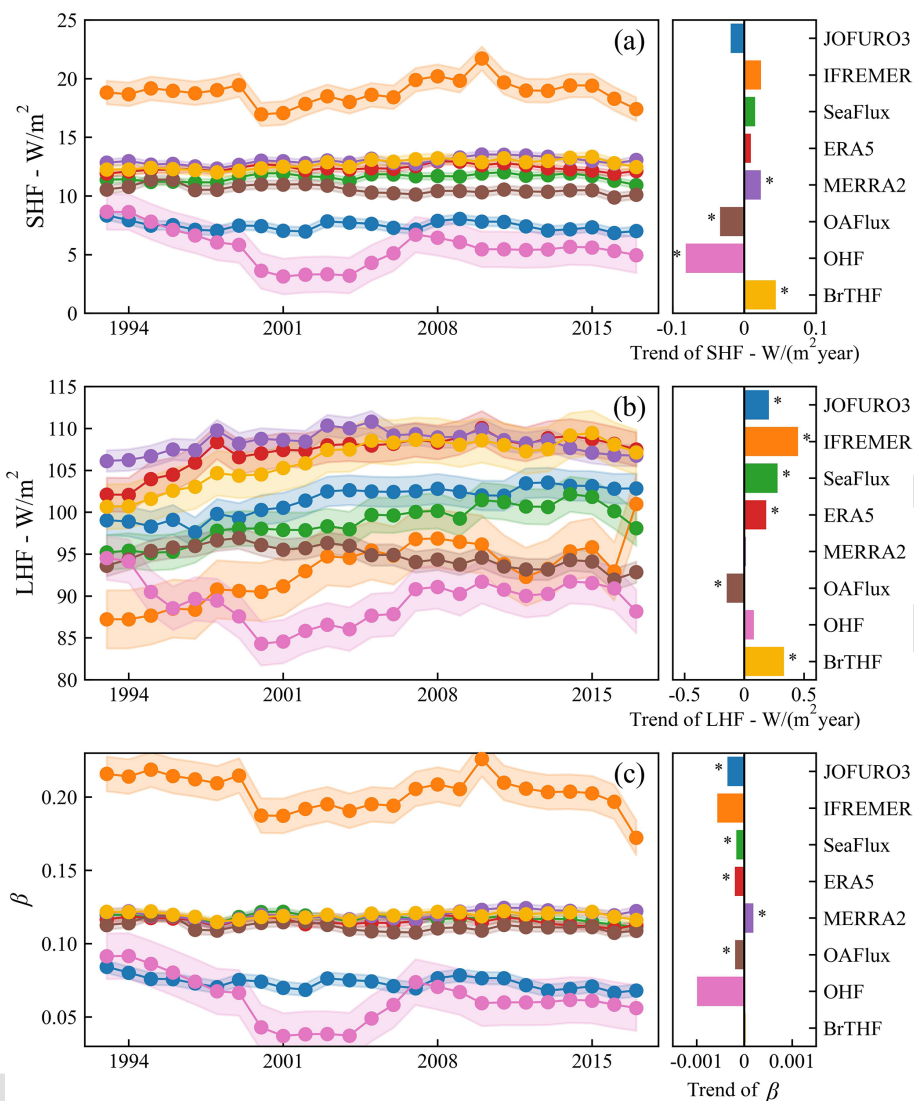 25
20
15
10
5
0
SHF - W/m²
(a)
1994
2001
2008
2015
JOFURO3
IFREMER
SeaFlux
ERA5
MERRA2
*
OAFlux
*
OHF
*
BrTHF
*
-0.1
0
0.1
Trend of SHF - W/(m²year)
115
110
105
100
95
90
85
80
LHF - W/m²
(b)
1994
2001
2008
2015
JOFURO3
*
IFREMER
*
SeaFlux
*
ERA5
*
MERRA2
OAFlux
*
OHF
BrTHF
*
-0.5
0
0.5
Trend of LHF - W/(m²year)
0.20
0.15
0.10
0.05
β
(c)
1994
2001
2008
2015
JOFURO3
*
IFREMER
SeaFlux
*
ERA5
*
MERRA2
*
OAFlux
*
OHF
BrTHF
-0.001
0
0.001
Trend of β